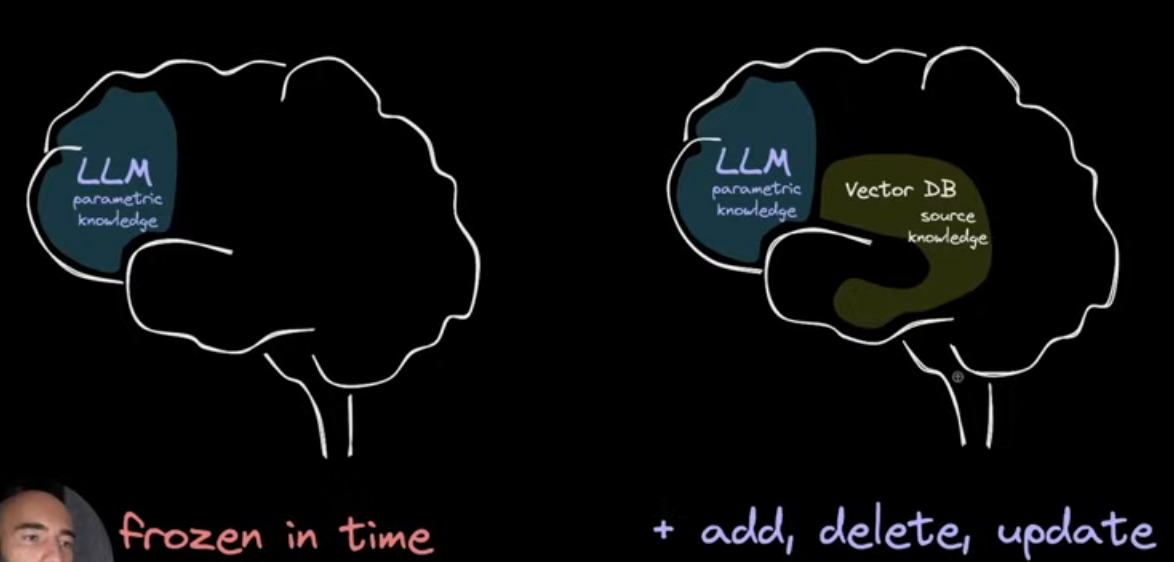 LLM
parametric
knowledge
LLM
parametric
knowledge
Vector DB
source
knowledge
frozen in time
+ add, delete, update